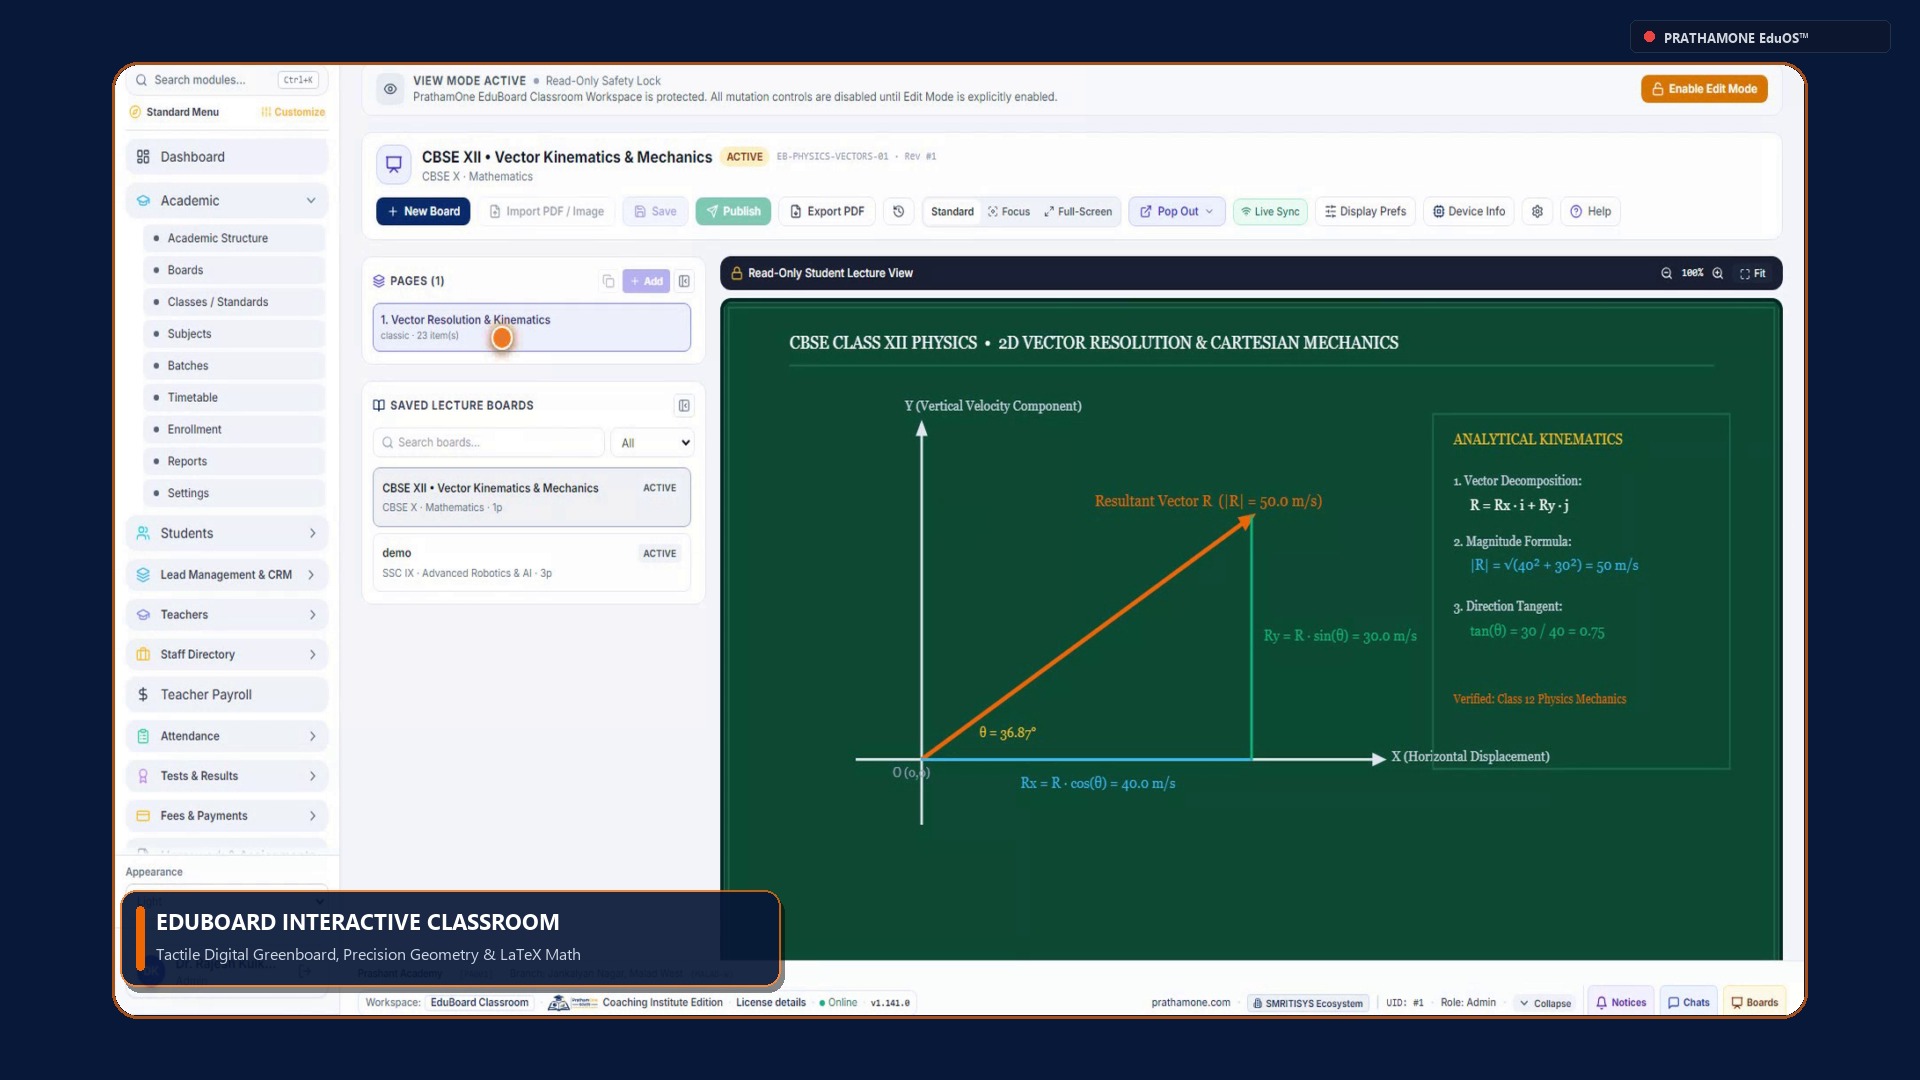 PRATHAMONE EduOS™
Search modules... Ctrl+K
Standard Menu Customize
Dashboard
Academic
Academic Structure
Boards
Classes / Standards
Subjects
Batches
Timetable
Enrollment
Reports
Settings
Students
Lead Management & CRM
Teachers
Staff Directory
Teacher Payroll
Attendance
Tests & Results
Fees & Payments
Appearance
VIEW MODE ACTIVE • Read-Only Safety Lock
PrathamOne EduBoard Classroom Workspace is protected. All mutation controls are disabled until Edit Mode is explicitly enabled.
Enable Edit Mode
CBSE XII • Vector Kinematics & Mechanics ACTIVE EB-PHYSICS-VECTORS-01 · Rev #1
CBSE X · Mathematics
+ New Board Import PDF / Image Save Publish Export PDF Standard Focus Full-Screen Pop Out Live Sync Display Prefs Device Info Help
PAGES (1) + Add
1. Vector Resolution & Kinematics
classic · 23 item(s)
SAVED LECTURE BOARDS
Search boards... All
CBSE XII • Vector Kinematics & Mechanics ACTIVE
CBSE X · Mathematics · 1p
demo ACTIVE
SSC IX · Advanced Robotics & AI · 3p
Read-Only Student Lecture View 100% Fit
CBSE CLASS XII PHYSICS • 2D VECTOR RESOLUTION & CARTESIAN MECHANICS
Y (Vertical Velocity Component)
Resultant Vector R (|R| = 50.0 m/s)
Ry = R · sin(θ) = 30.0 m/s
θ = 36.87°
O (0,0)
Rx = R · cos(θ) = 40.0 m/s
X (Horizontal Displacement)
ANALYTICAL KINEMATICS
1. Vector Decomposition:
R = Rx · i + Ry · j
2. Magnitude Formula:
|R| = √(40² + 30²) = 50 m/s
3. Direction Tangent:
tan(θ) = 30 / 40 = 0.75
Verified: Class 12 Physics Mechanics
EDUBOARD INTERACTIVE CLASSROOM
Tactile Digital Greenboard, Precision Geometry & LaTeX Math
Workspace: EduBoard Classroom Coaching Institute Edition · License details · Online · v1.141.0
prathamone.com · SMRITISYS Ecosystem | UID: #1 · Role: Admin · Collapse Notices Chats Boards